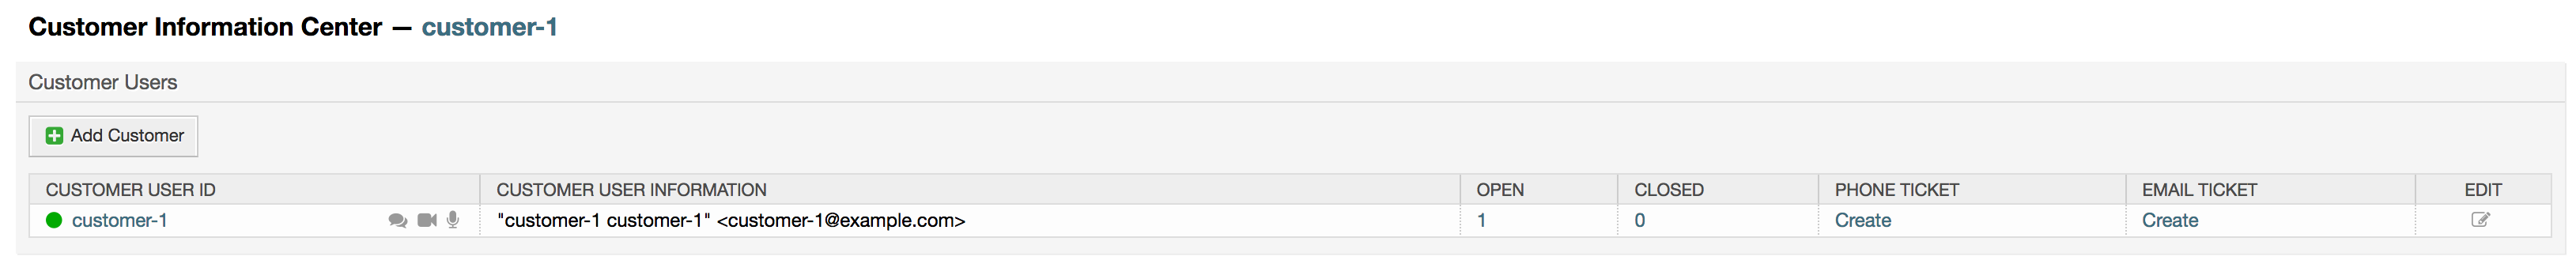 Customer Information Center — customer-1
Customer Users
Add Customer
CUSTOMER USER ID CUSTOMER USER INFORMATION OPEN CLOSED PHONE TICKET EMAIL TICKET EDIT
customer-1 "customer-1 customer-1" <customer-1@example.com> 1 0 Create Create